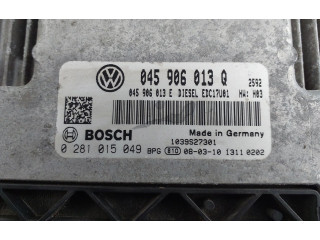 045 906 013 Q 2592
045 906 013 E DIESEL EDC17U01 HW: H03
BOSCH Made in Germany
1039S27301
0 281 015 049 BPG E10 08-03-10 1311 0202